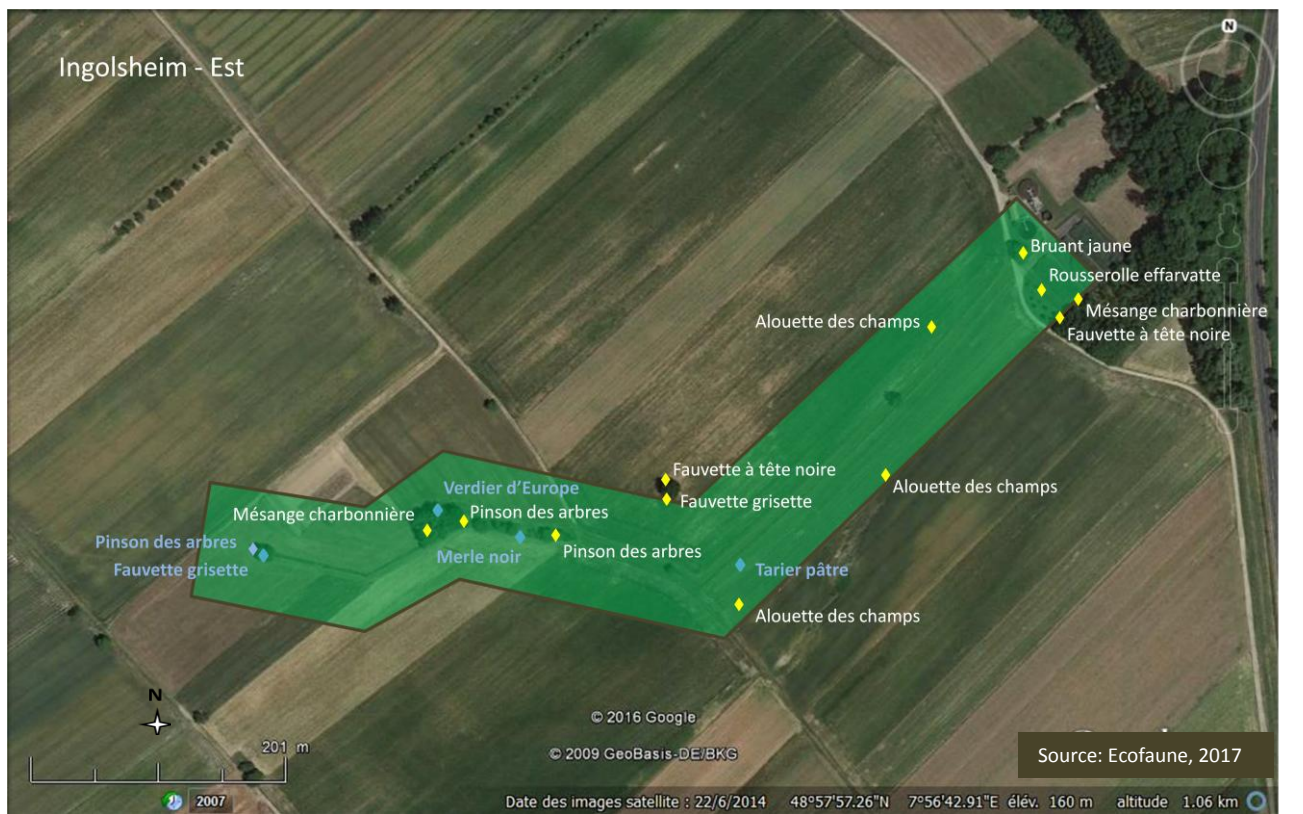 N
Ingolsheim - Est
Bruant jaune
Rousserolle effarvatte
Mésange charbonnière
Alouette des champs
Fauvette à tête noire
Fauvette à tête noire
Alouette des champs
Fauvette grisette
Verdier d’Europe
Mésange charbonnière
Pinson des arbres
Pinson des arbres
Merle noir
Pinson des arbres
Fauvette grisette
Tarier pâtre
Alouette des champs
N
© 2016 Google
201 m
© 2009 GeoBasis-DE/BKG
Source: Ecofaune, 2017
2007
Date des images satellite : 22/6/2014 48°57'57.26"N 7°56'42.91"E élév. 160 m altitude 1.06 km